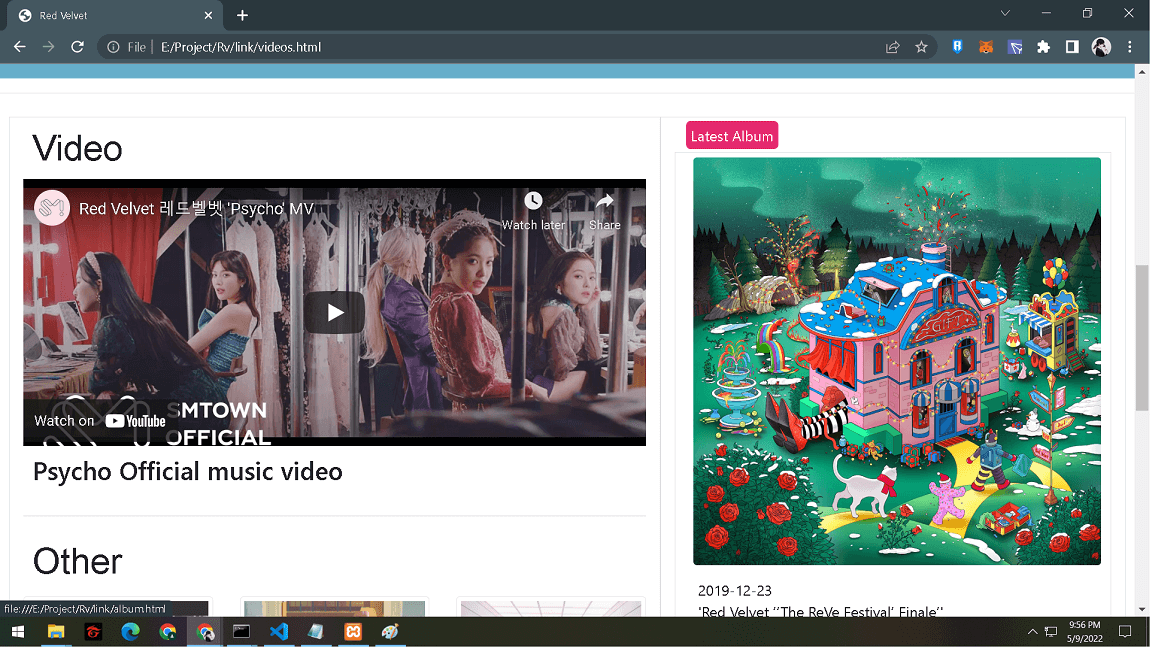 Red Velvet
File
E:/Project/Rv/link/videos.html
Video
Red Velvet 레드벨벳 'Psycho' MV
Watch later
Share
Watch on YouTube
SMTOWN
OFFICIAL
Psycho Official music video
Other
Latest Album
2019-12-23
'Red Velvet ‘‘The ReVe Festival’ Finale’'
file:///E:/Project/Rv/link/album.html
9:56 PM
5/9/2022